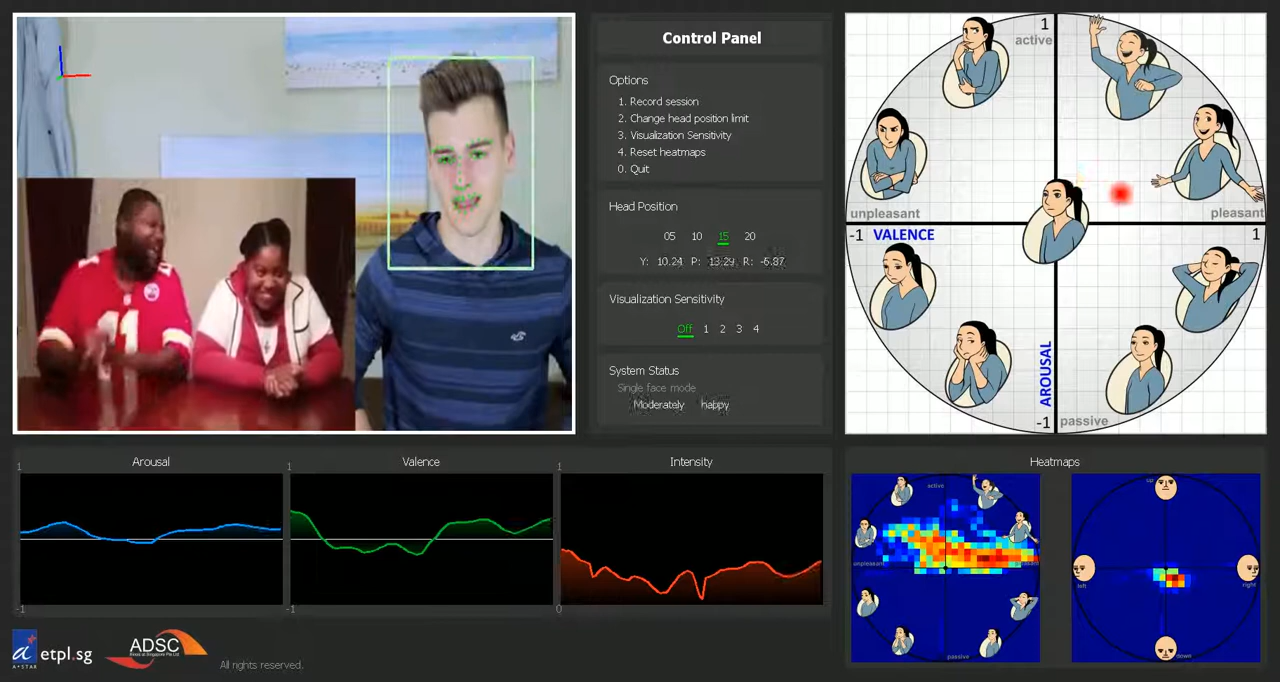 Control Panel
Options
1. Record session
2. Change head position limit
3. Visualization Sensitivity
4. Reset heatmaps
0. Quit
Head Position
05 10 15 20
Y: 10.24 P: 13.29 R: -5.87
Visualization Sensitivity
Off 1 2 3 4
System Status
Single face mode
Moderately happy
1
active
unpleasant
pleasant
-1 VALENCE
1
AROUSAL
-1
passive
11
Arousal
1
-1
Valence
1
-1
Intensity
1
0
Heatmaps
active
unpleasant
passive
up
left
right
down
a
A★STAR
etpl.sg
ADSC
All rights reserved.